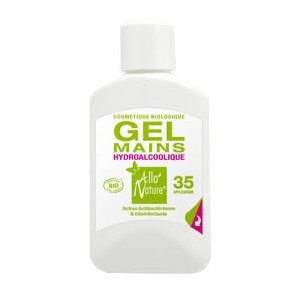 COSMÉTIQUE BIOLOGIQUE
GEL
MAINS
HYDROALCOOLIQUE
Allo'
Nature®
BIO
35
APPLICATIONS
Action Antibactérienne
& Désinfectante